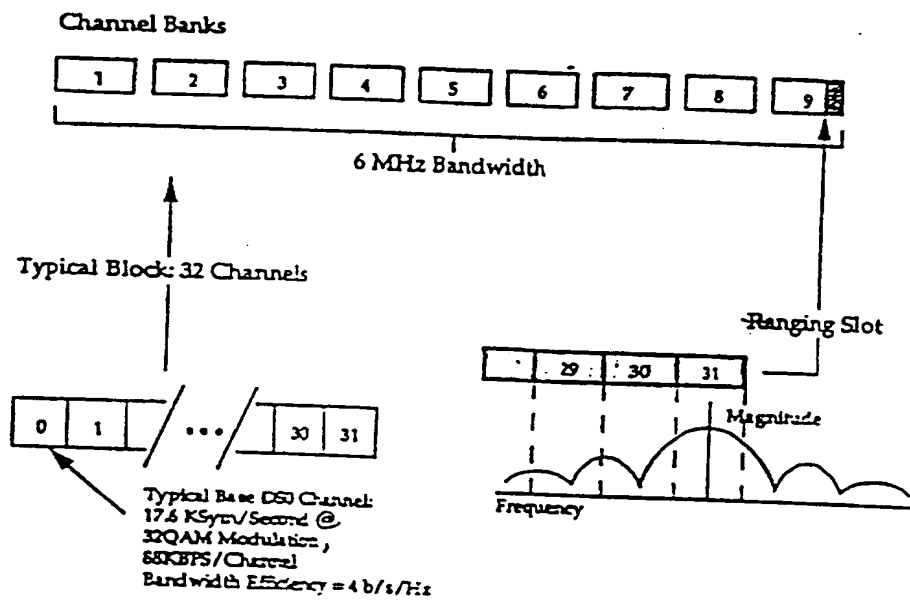 Channel Banks
1 2 3 4 5 6 7 8 9
6 MHz Bandwidth
Typical Block: 32 Channels
Ranging Slot
29 30 31
0 1 ... 30 31
Magnitude
Frequency
Typical Base DS0 Channel:
17.6 KSym/Second @
32QAM Modulation,
88KBPS/Channel
Bandwidth Efficiency = 4 b/s/Hz